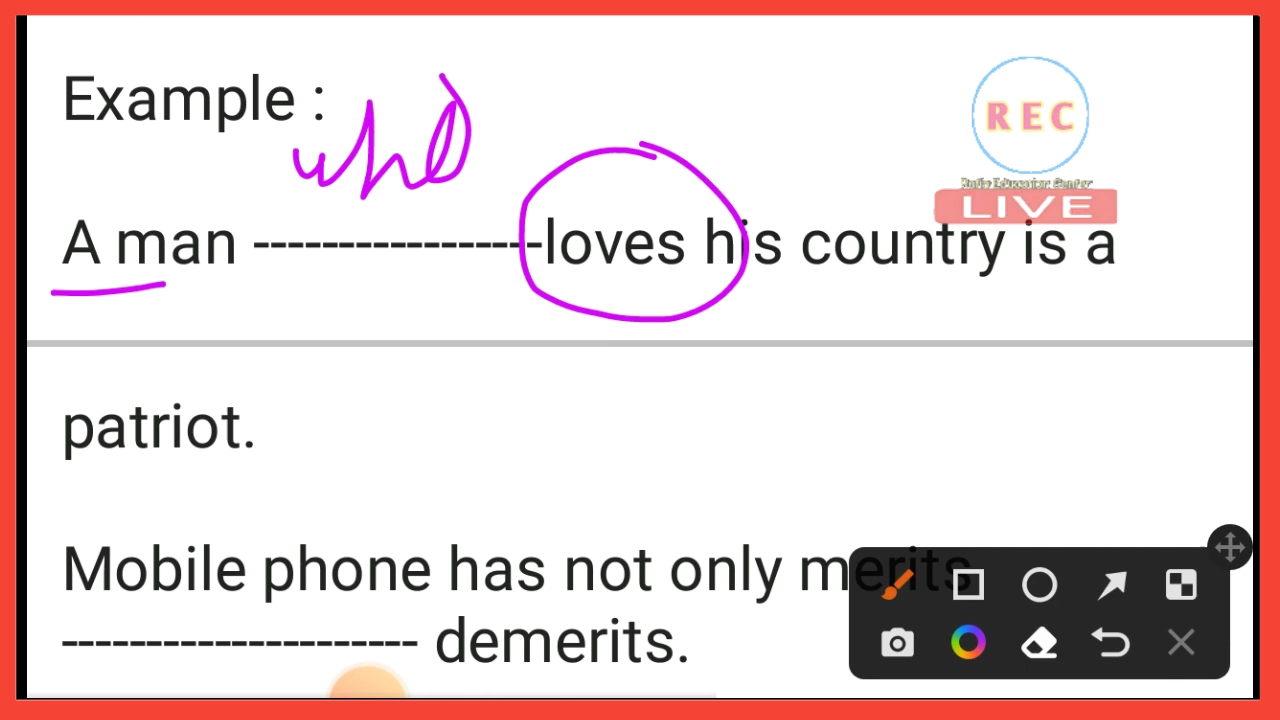 Example :
who
REC
LIVE
A man ---------------loves his country is a
patriot.
Mobile phone has not only merits
--------------------- demerits.